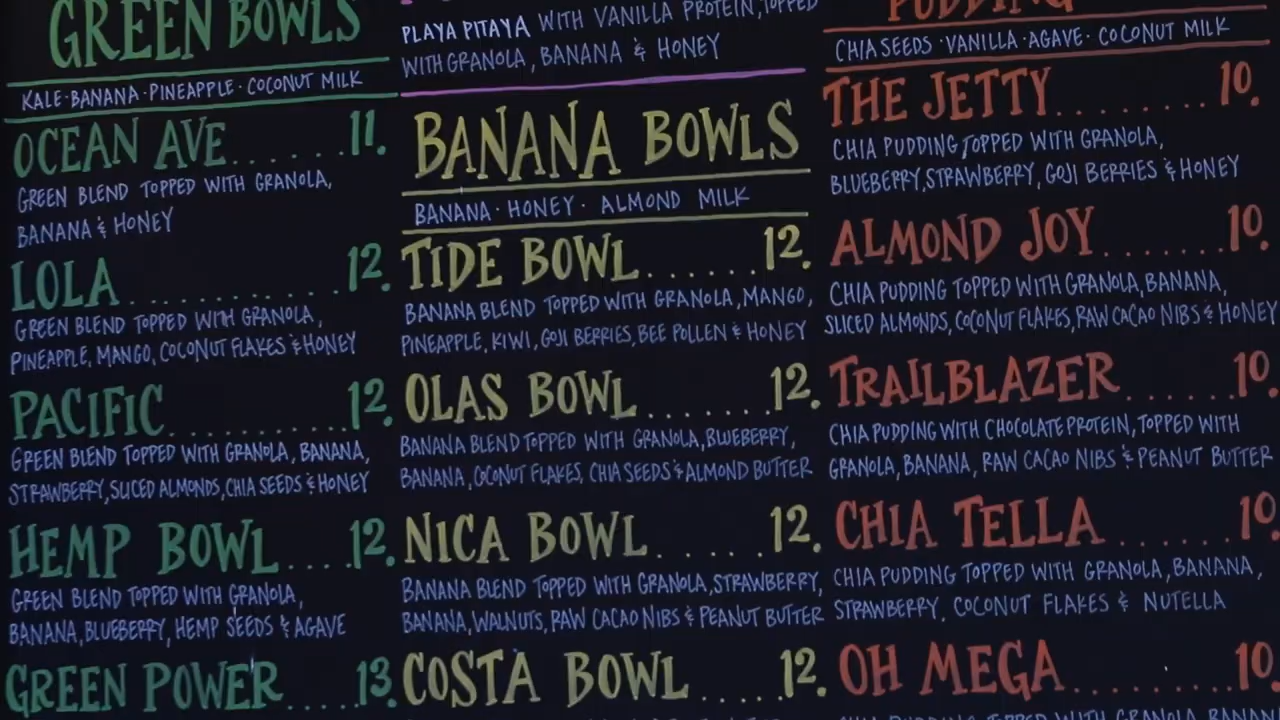 GREEN BOWLS
KALE · BANANA · PINEAPPLE · COCONUT MILK
OCEAN AVE......11.
GREEN BLEND TOPPED WITH GRANOLA,
BANANA & HONEY
LOLA............12.
GREEN BLEND TOPPED WITH GRANOLA,
PINEAPPLE, MANGO, COCONUT FLAKES & HONEY
PACIFIC..........12.
GREEN BLEND TOPPED WITH GRANOLA, BANANA,
STRAWBERRY, SLICED ALMONDS, CHIA SEEDS & HONEY
HEMP BOWL....12.
GREEN BLEND TOPPED WITH GRANOLA,
BANANA, BLUEBERRY, HEMP SEEDS & AGAVE
GREEN POWER.....13.
PLAYA PITAYA WITH VANILLA PROTEIN, TOPPED
WITH GRANOLA, BANANA & HONEY
BANANA BOWLS
BANANA · HONEY · ALMOND MILK
TIDE BOWL......12.
BANANA BLEND TOPPED WITH GRANOLA, MANGO,
PINEAPPLE, KIWI, GOJI BERRIES, BEE POLLEN & HONEY
OLAS BOWL.......12.
BANANA BLEND TOPPED WITH GRANOLA, BLUEBERRY,
BANANA, COCONUT FLAKES, CHIA SEEDS & ALMOND BUTTER
NICA BOWL......12.
BANANA BLEND TOPPED WITH GRANOLA, STRAWBERRY,
BANANA, WALNUTS, RAW CACAO NIBS & PEANUT BUTTER
COSTA BOWL....12.
PUDDING
CHIA SEEDS · VANILLA · AGAVE · COCONUT MILK
THE JETTY........10.
CHIA PUDDING TOPPED WITH GRANOLA,
BLUEBERRY, STRAWBERRY, GOJI BERRIES & HONEY
ALMOND JOY.......10.
CHIA PUDDING TOPPED WITH GRANOLA, BANANA,
SLICED ALMONDS, COCONUT FLAKES, RAW CACAO NIBS & HONEY
TRAILBLAZER......10.
CHIA PUDDING WITH CHOCOLATE PROTEIN, TOPPED WITH
GRANOLA, BANANA, RAW CACAO NIBS & PEANUT BUTTER
CHIA TELLA.......10.
CHIA PUDDING TOPPED WITH GRANOLA, BANANA,
STRAWBERRY, COCONUT FLAKES & NUTELLA
OH MEGA.........10.
CHIA PUDDING TOPPED WITH GRANOLA, BANANA